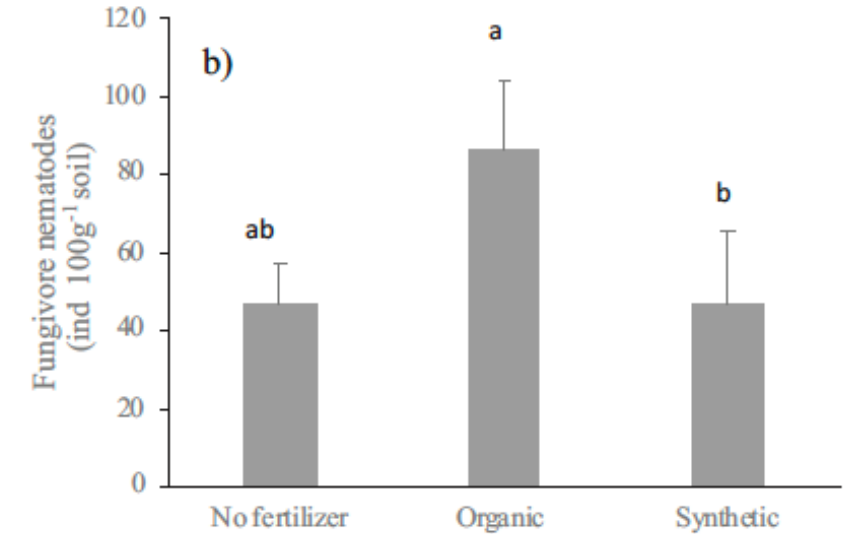 120
100
80
60
40
20
0
Fungivore nematodes
(ind 100g⁻¹ soil)
b)
ab
a
b
No fertilizer
Organic
Synthetic